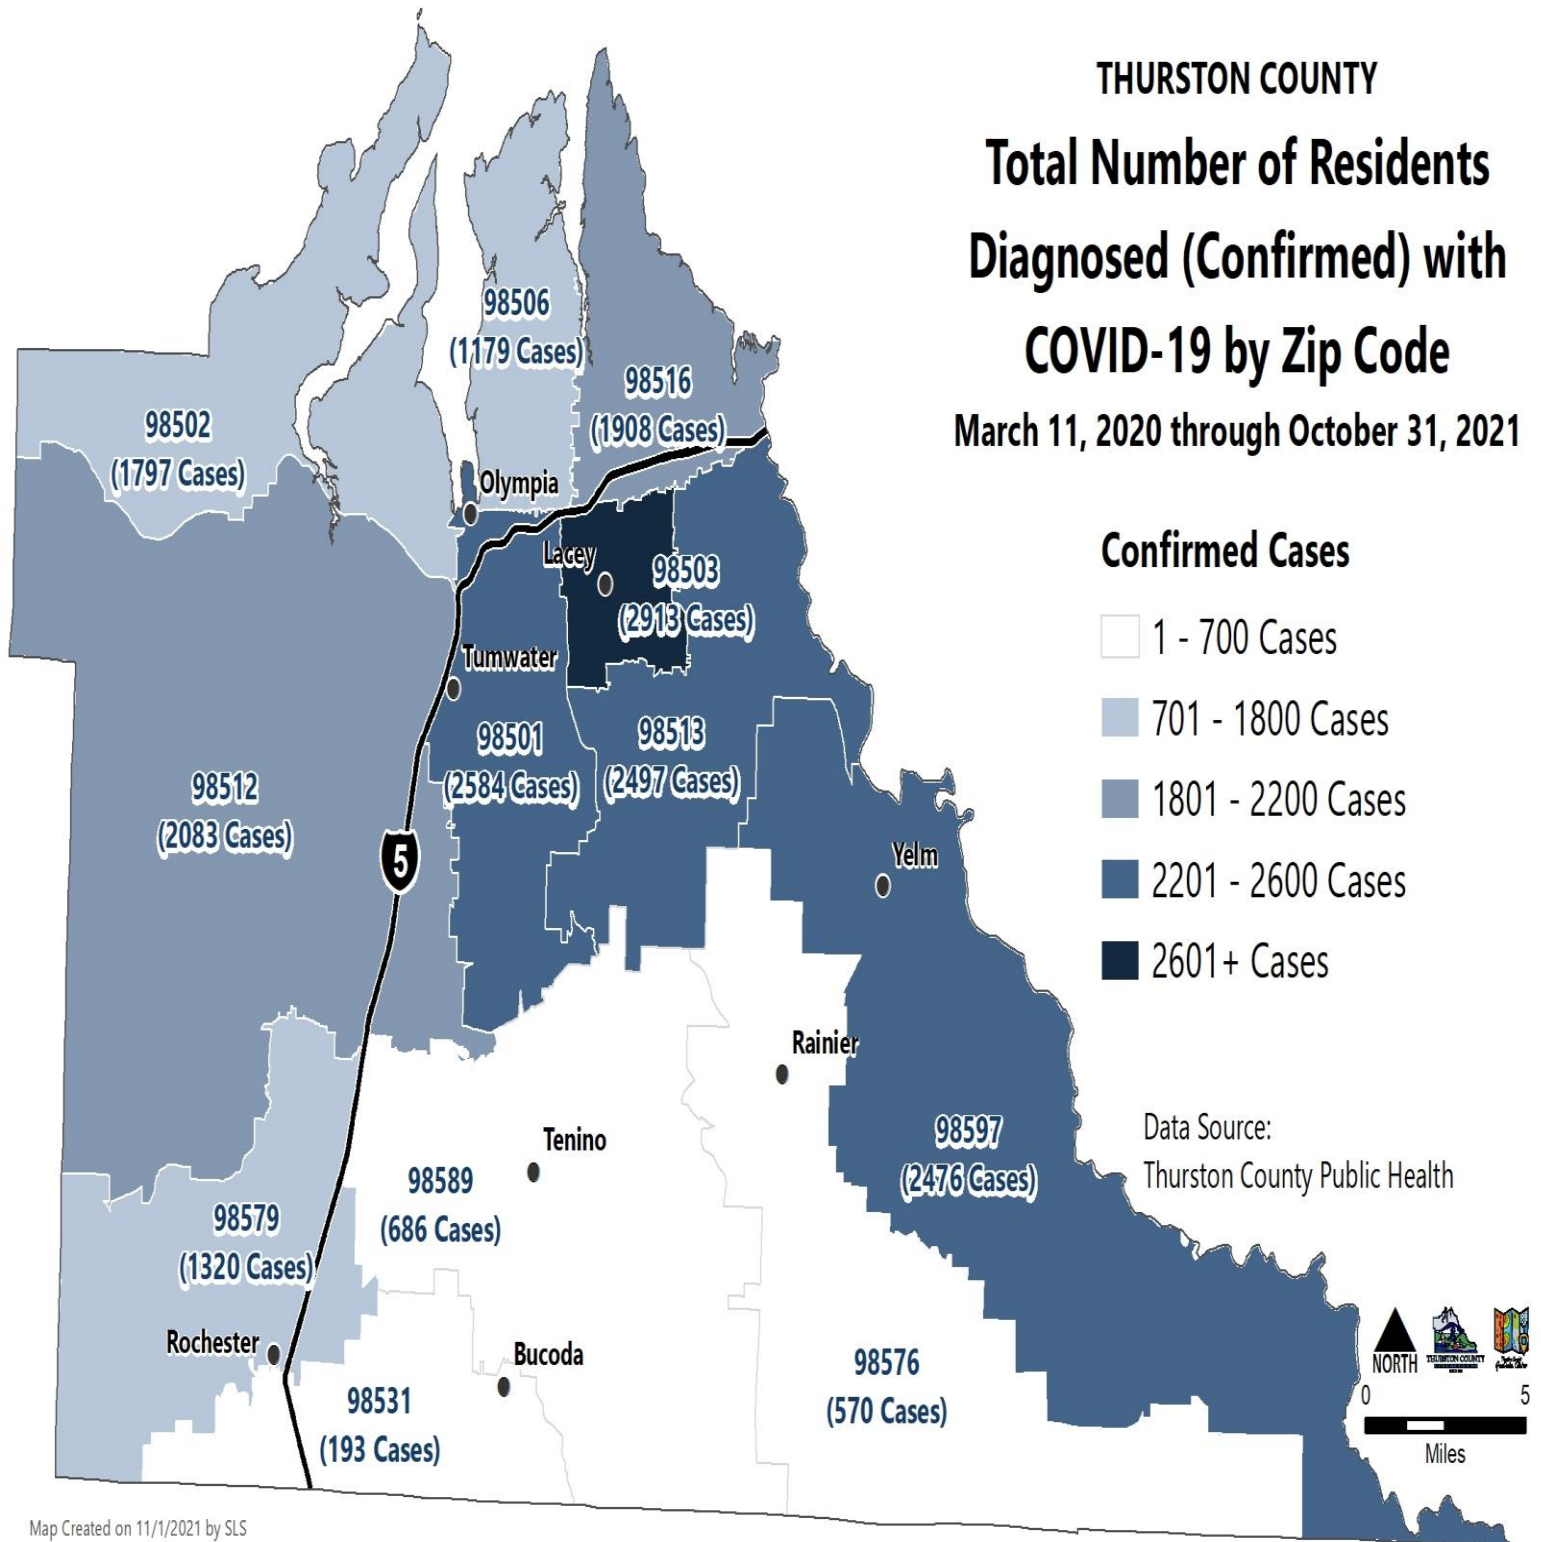 THURSTON COUNTY
Total Number of Residents
Diagnosed (Confirmed) with
COVID-19 by Zip Code
March 11, 2020 through October 31, 2021
98506
(1179 Cases)
98516
(1908 Cases)
98502
(1797 Cases)
Olympia
Lacey
98503
(2913 Cases)
Tumwater
98501
(2584 Cases)
98513
(2497 Cases)
98512
(2083 Cases)
5
Yelm
Rainier
Tenino
98589
(686 Cases)
98597
(2476 Cases)
98579
(1320 Cases)
Rochester
Bucoda
98531
(193 Cases)
98576
(570 Cases)
Confirmed Cases
1 - 700 Cases
701 - 1800 Cases
1801 - 2200 Cases
2201 - 2600 Cases
2601+ Cases
Data Source:
Thurston County Public Health
NORTH
THURSTON COUNTY
0 5
Miles
Map Created on 11/1/2021 by SLS